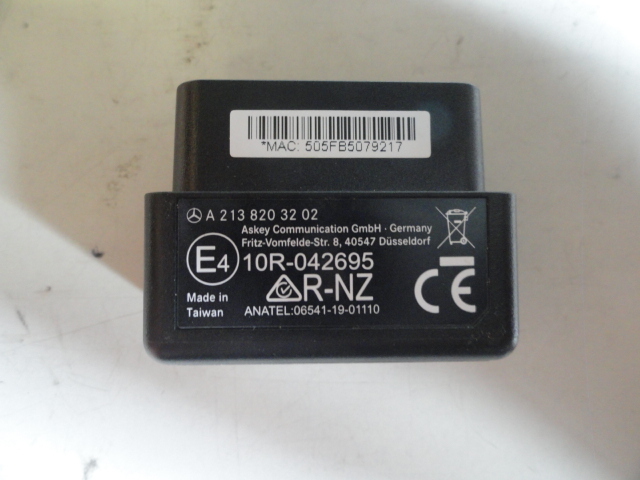 *MAC: 505FB5079217
A 213 820 32 02
Askey Communication GmbH · Germany
Fritz-Vomfelde-Str. 8, 40547 Düsseldorf
E4 10R-042695
R-NZ
CE
Made in
Taiwan
ANATEL:06541-19-01110